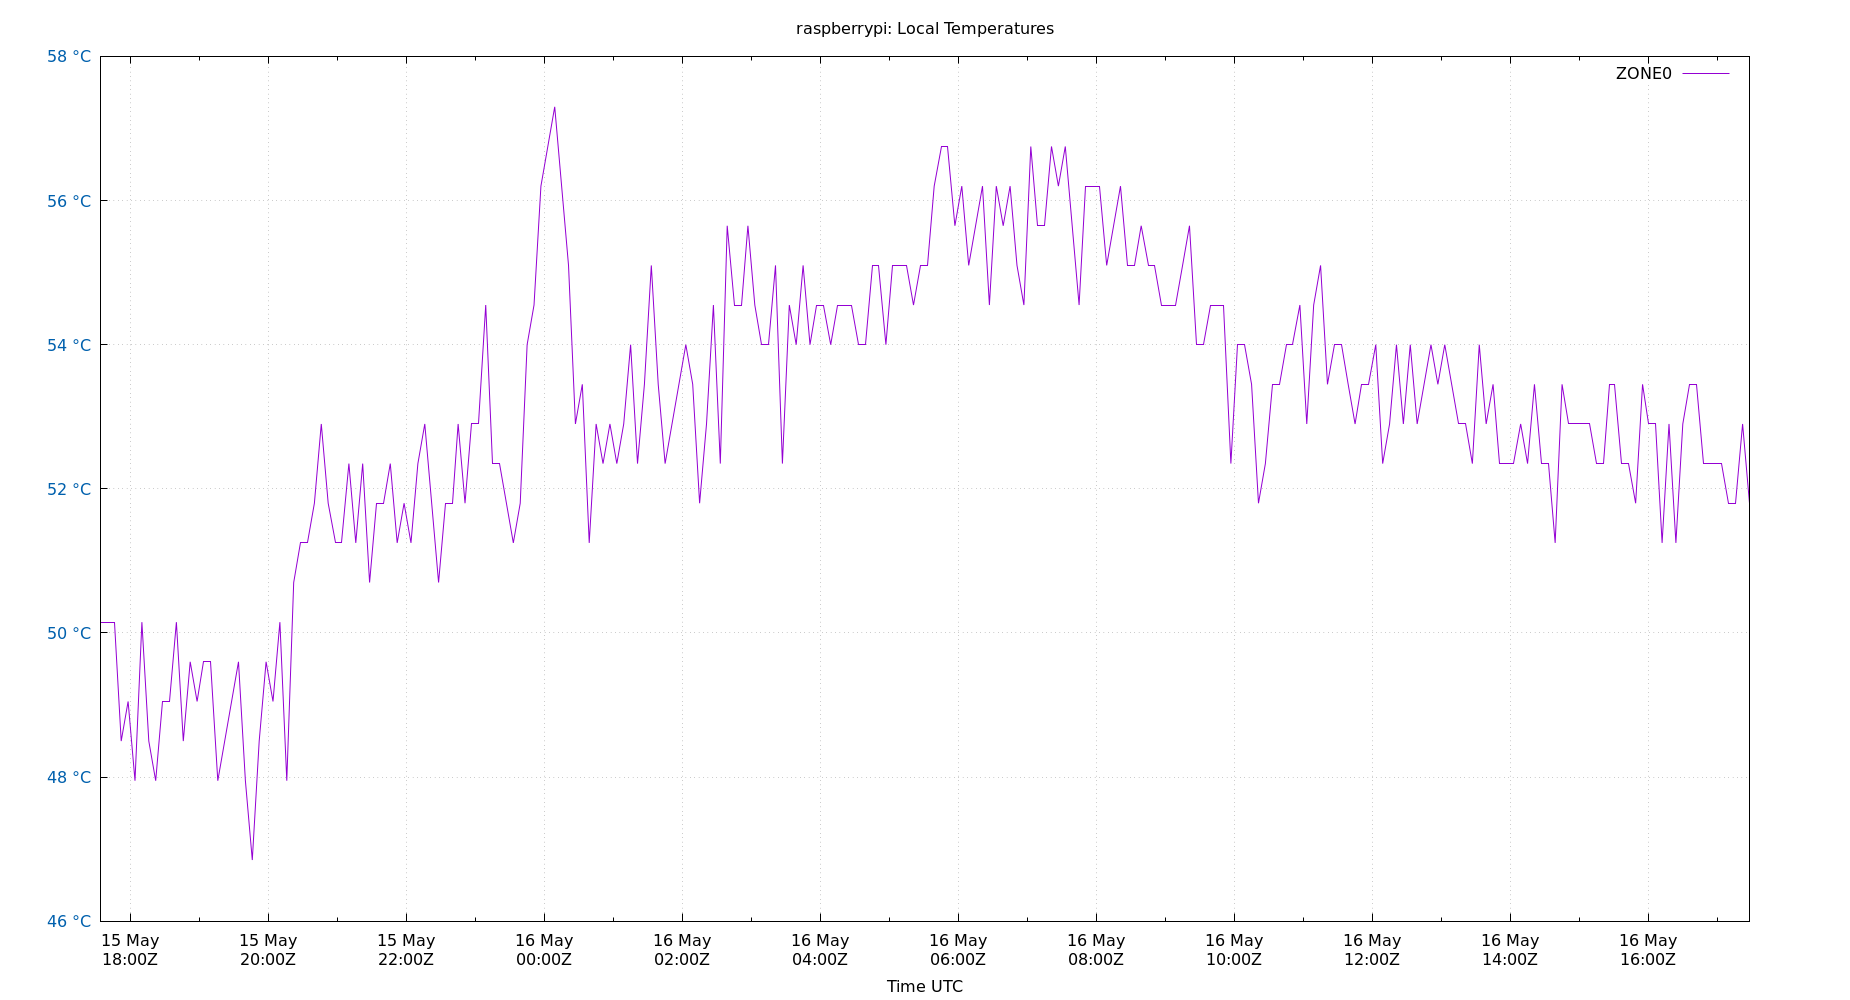 raspberrypi: Local Temperatures
58 °C
ZONE0
56 °C
54 °C
52 °C
50 °C
48 °C
46 °C
15 May 15 May 15 May 16 May 16 May 16 May 16 May 16 May 16 May 16 May 16 May 16 May
18:00Z 20:00Z 22:00Z 00:00Z 02:00Z 04:00Z 06:00Z 08:00Z 10:00Z 12:00Z 14:00Z 16:00Z
Time UTC